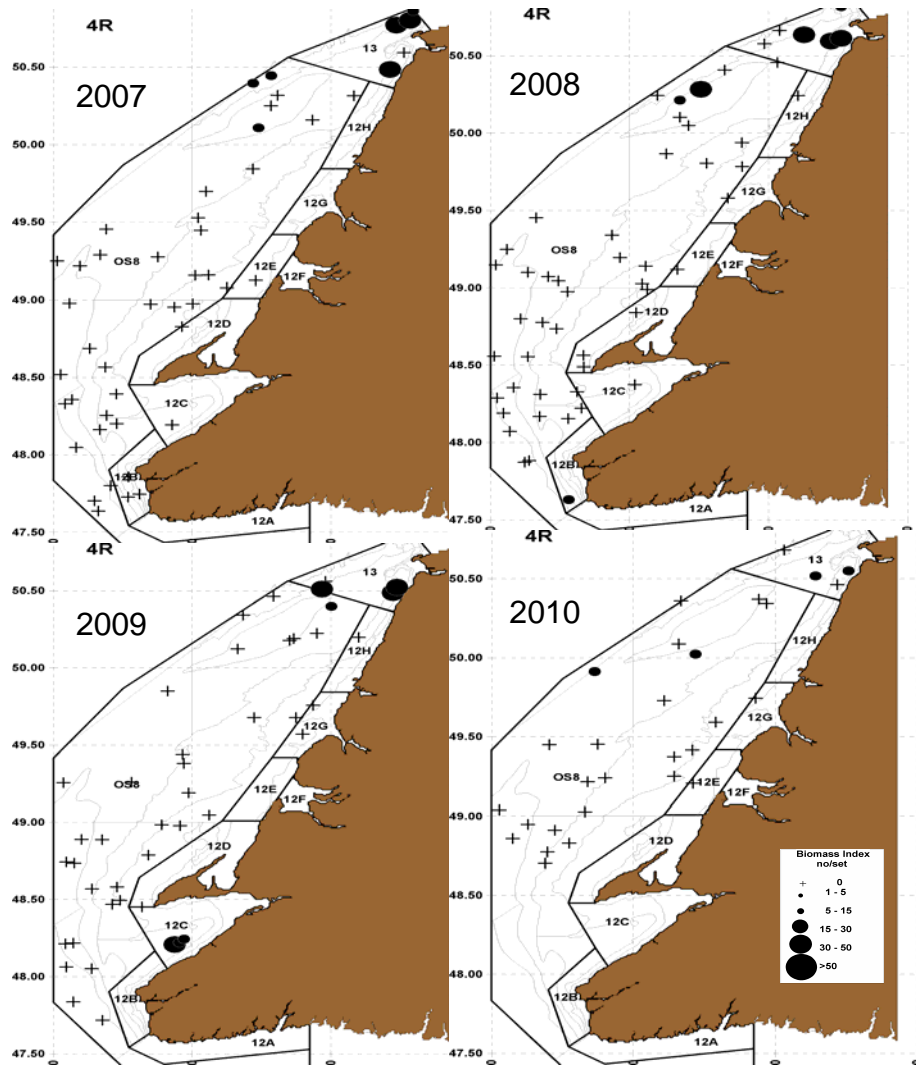 4R
4R
50.50
2007
13
50.50
2008
13
50.00
12H
50.00
12H
49.50
12G
49.50
12G
OS8
12E
12F
OS8
12E
12F
49.00
49.00
12D
12D
48.50
48.50
12C
12C
48.00
48.00
12B
12B
12A
12A
47.50
47.50
4R
4R
50.50
2009
13
50.50
2010
13
50.00
12H
50.00
12H
49.50
12G
49.50
12G
OS8
12E
12F
OS8
12E
12F
49.00
49.00
12D
12D
48.50
48.50
12C
12C
48.00
48.00
12B
12B
12A
12A
47.50
47.50
Biomass Index
no/set
0
1 - 5
5 - 15
15 - 30
30 - 50
>50